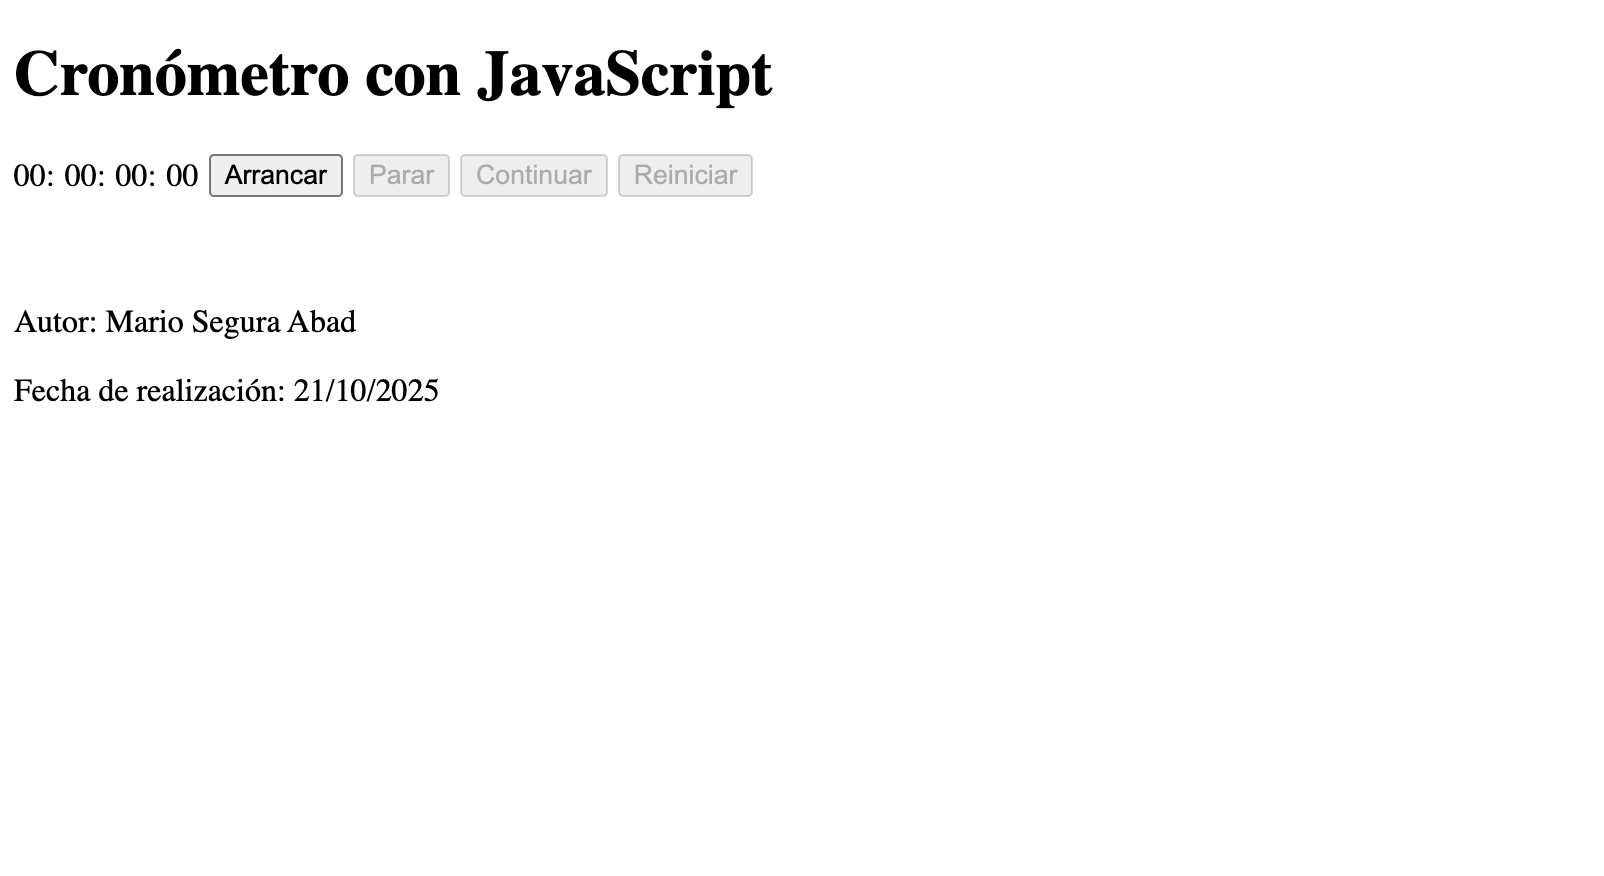 Cronómetro con JavaScript
00: 00: 00: 00 Arrancar Parar Continuar Reiniciar
Autor: Mario Segura Abad
Fecha de realización: 21/10/2025